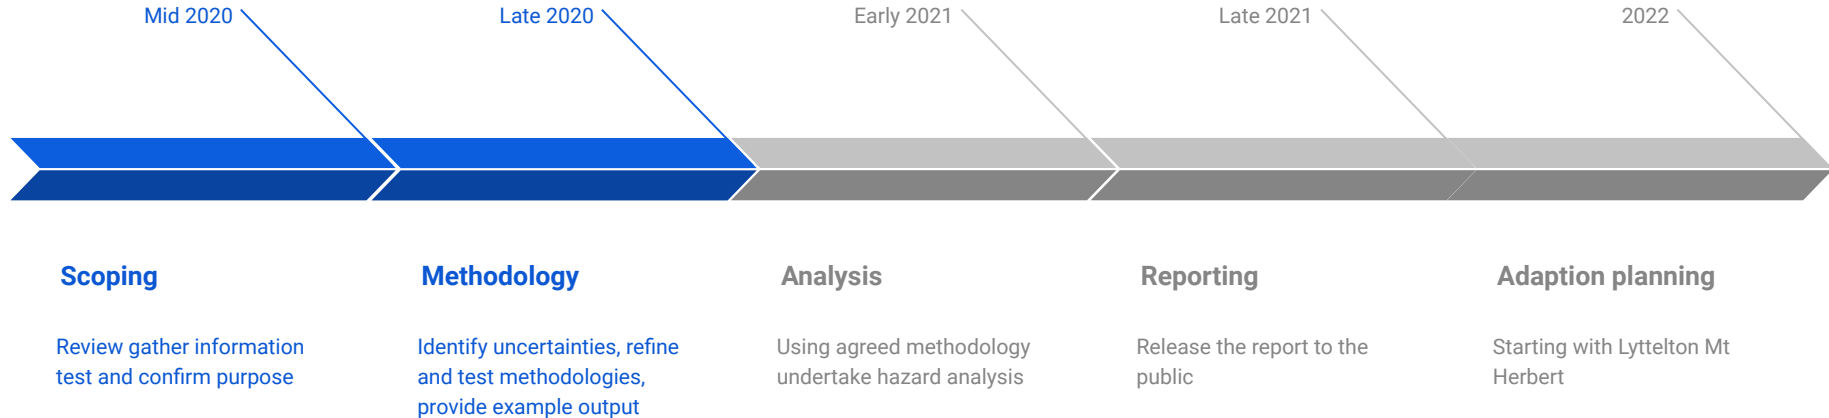 Mid 2020
Late 2020
Early 2021
Late 2021
2022
Scoping
Review gather information
test and confirm purpose
Methodology
Identify uncertainties, refine
and test methodologies,
provide example output
Analysis
Using agreed methodology
undertake hazard analysis
Reporting
Release the report to the
public
Adaption planning
Starting with Lyttelton Mt
Herbert